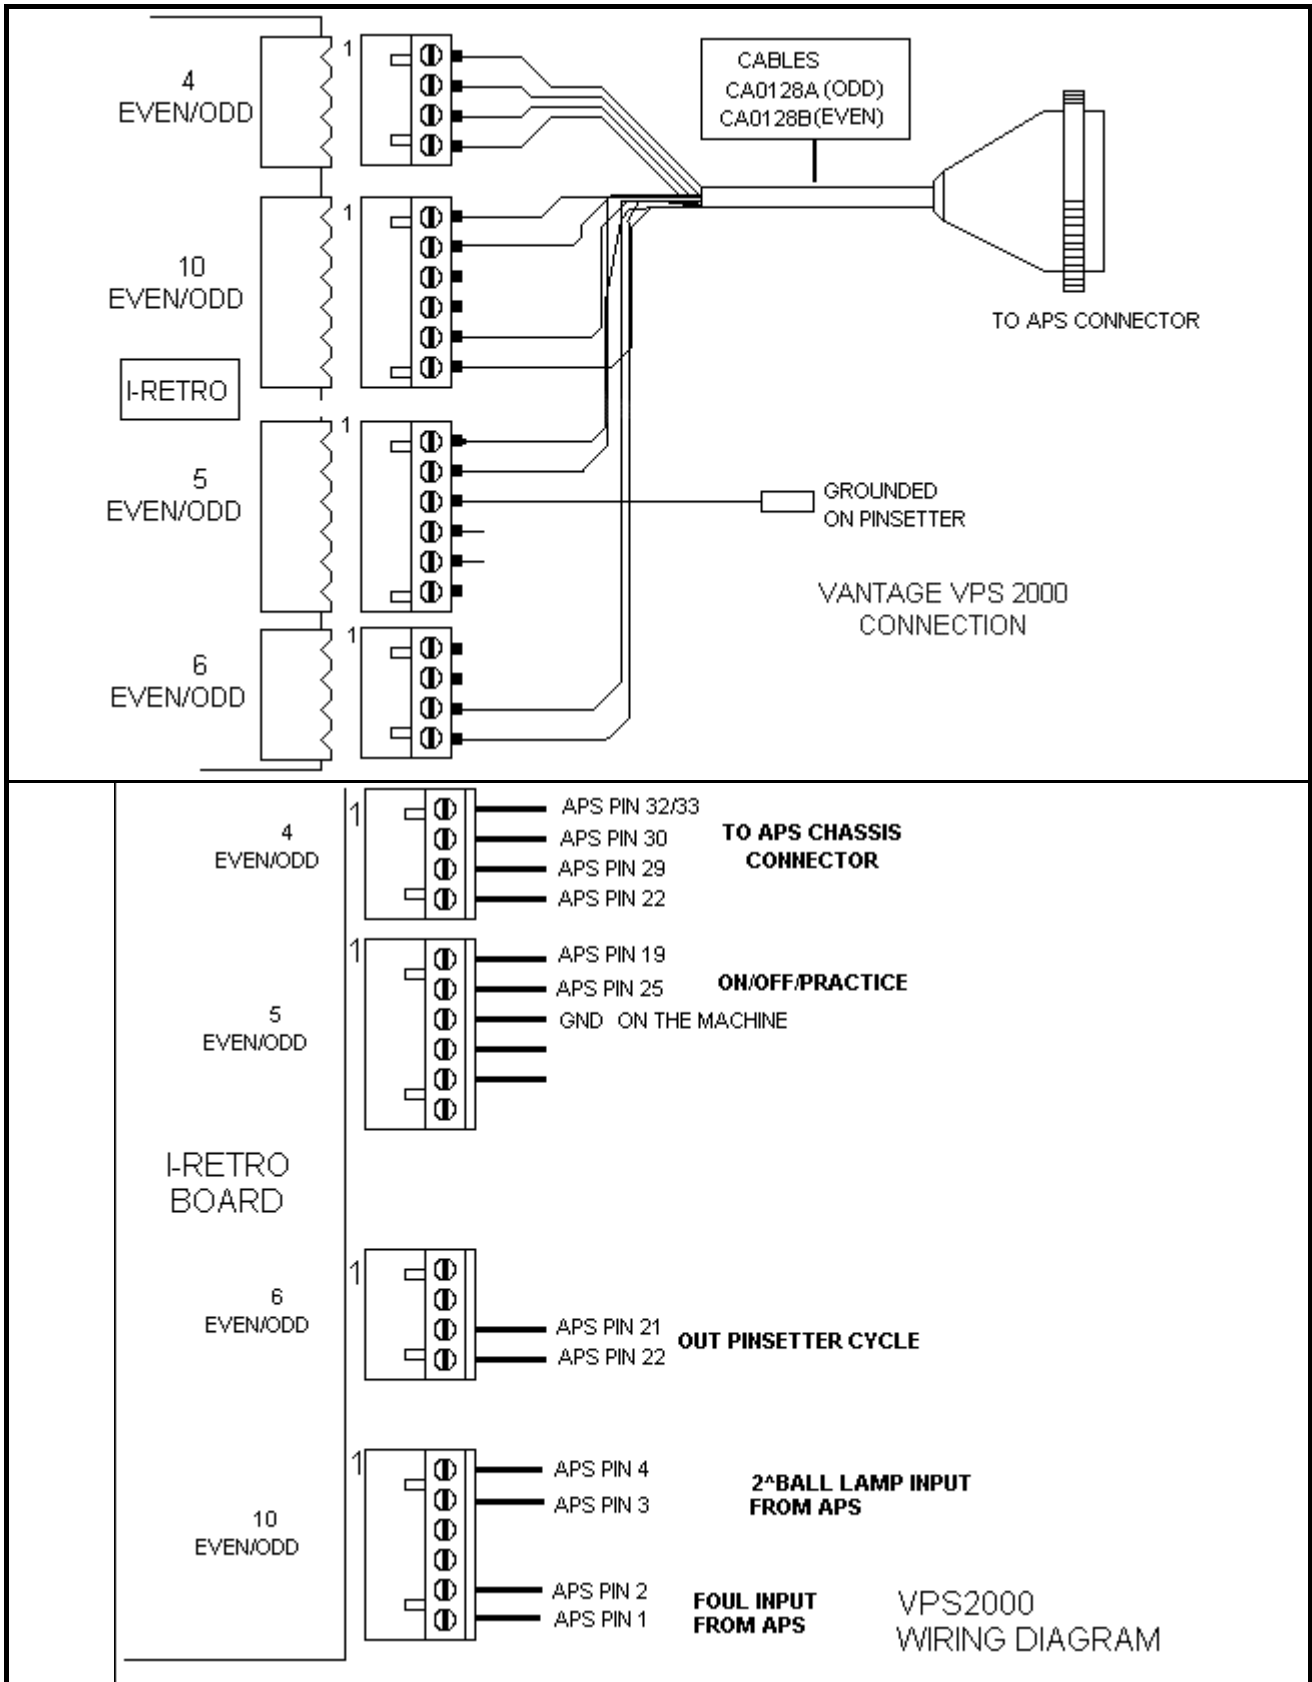 4
EVEN/ODD
1
CABLES
CA0128A (ODD)
CA0128B(EVEN)
1
10
EVEN/ODD
TO APS CONNECTOR
I-RETRO
1
5
EVEN/ODD
GROUNDED
ON PINSETTER
VANTAGE VPS 2000
CONNECTION
1
6
EVEN/ODD
1
4
EVEN/ODD
APS PIN 32/33
APS PIN 30
APS PIN 29
APS PIN 22
TO APS CHASSIS
CONNECTOR
1
5
EVEN/ODD
APS PIN 19
APS PIN 25
GND ON THE MACHINE
ON/OFF/PRACTICE
I-RETRO
BOARD
1
6
EVEN/ODD
APS PIN 21
APS PIN 22
OUT PINSETTER CYCLE
1
10
EVEN/ODD
APS PIN 4
APS PIN 3
2^BALL LAMP INPUT
FROM APS
APS PIN 2
APS PIN 1
FOUL INPUT
FROM APS
VPS2000
WIRING DIAGRAM